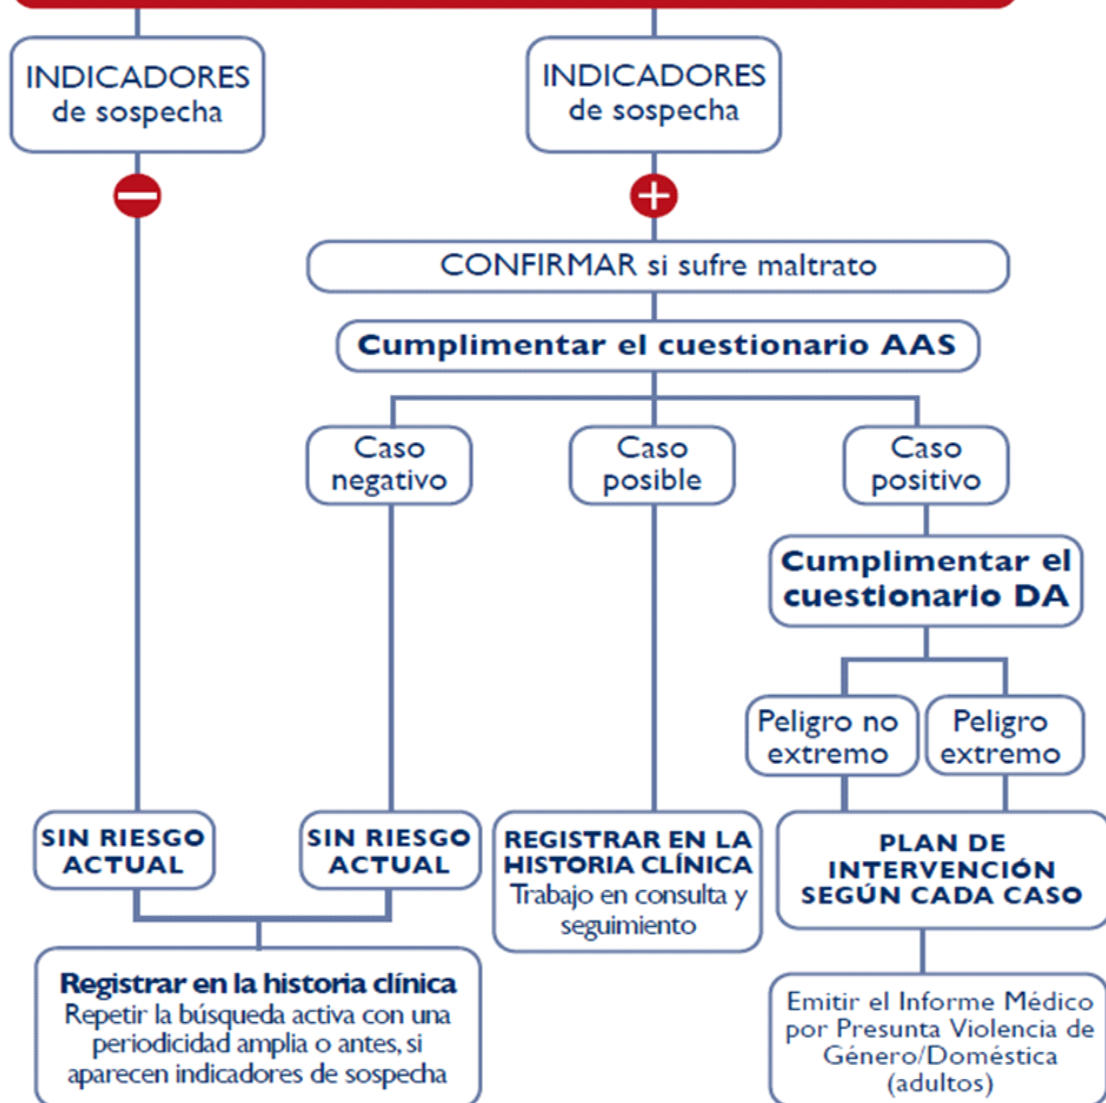 INDICADORES
de sospecha
INDICADORES
de sospecha
CONFIRMAR si sufre maltrato
Cumplimentar el cuestionario AAS
Caso
negativo
Caso
posible
Caso
positivo
Cumplimentar el
cuestionario DA
Peligro no
extremo
Peligro
extremo
SIN RIESGO
ACTUAL
SIN RIESGO
ACTUAL
REGISTRAR EN LA
HISTORIA CLÍNICA
Trabajo en consulta y
seguimiento
PLAN DE
INTERVENCIÓN
SEGÚN CADA CASO
Registrar en la historia clínica
Repetir la búsqueda activa con una
periodicidad amplia o antes, si
aparecen indicadores de sospecha
Emitir el Informe Médico
por Presunta Violencia de
Género/Doméstica
(adultos)